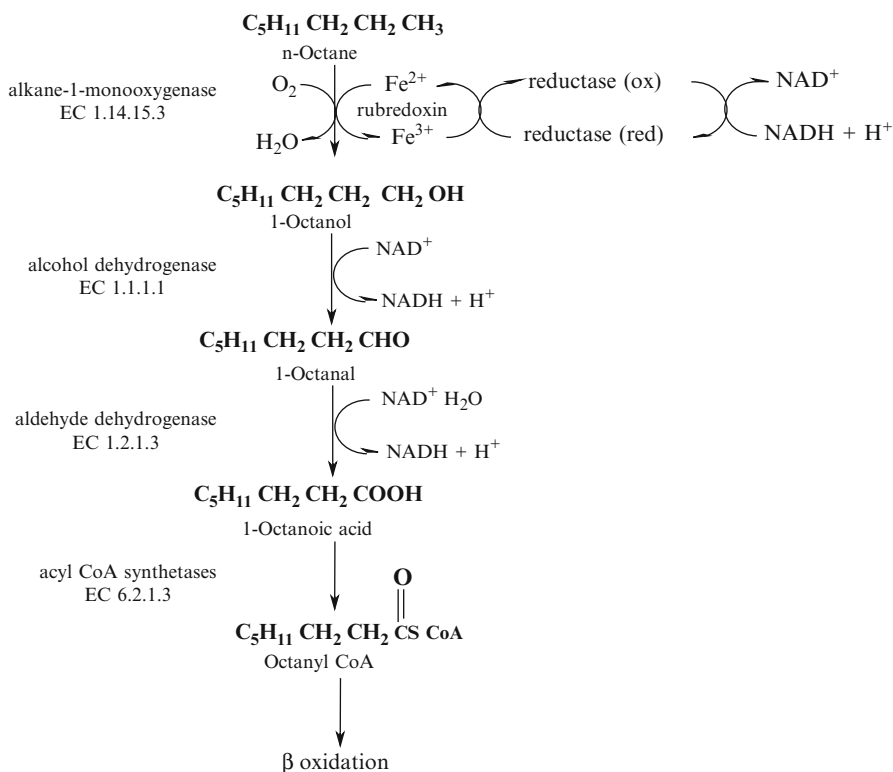 C₅H₁₁ CH₂ CH₂ CH₃
n-Octane
alkane-1-monooxygenase
EC 1.14.15.3
O₂
Fe²⁺
reductase (ox)
NAD⁺
rubredoxin
H₂O
Fe³⁺
reductase (red)
NADH + H⁺
C₅H₁₁ CH₂ CH₂ CH₂ OH
1-Octanol
alcohol dehydrogenase
EC 1.1.1.1
NAD⁺
NADH + H⁺
C₅H₁₁ CH₂ CH₂ CHO
1-Octanal
aldehyde dehydrogenase
EC 1.2.1.3
NAD⁺ H₂O
NADH + H⁺
C₅H₁₁ CH₂ CH₂ COOH
1-Octanoic acid
acyl CoA synthetases
EC 6.2.1.3
O
C₅H₁₁ CH₂ CH₂ CS CoA
Octanyl CoA
β oxidation